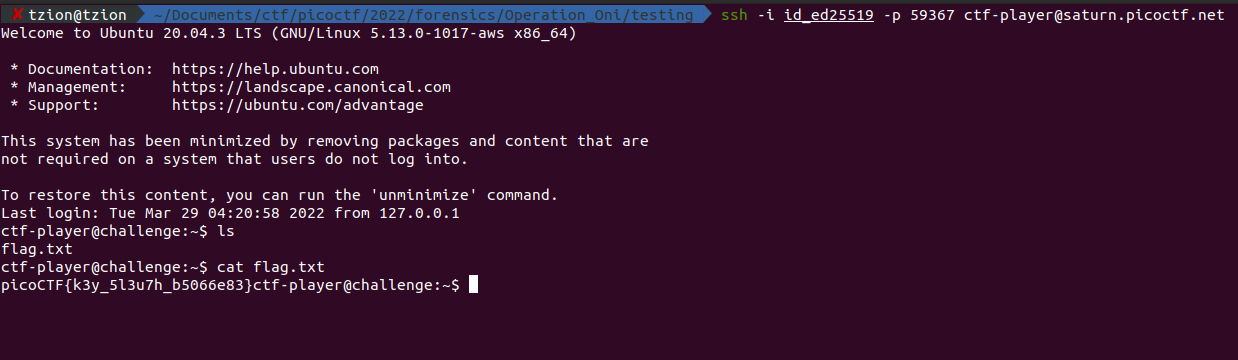 ✘ tzion@tzion ~/Documents/ctf/picoctf/2022/forensics/Operation_Oni/testing ssh -i id_ed25519 -p 59367 ctf-player@saturn.picoctf.net
Welcome to Ubuntu 20.04.3 LTS (GNU/Linux 5.13.0-1017-aws x86_64)
* Documentation:  https://help.ubuntu.com
* Management:     https://landscape.canonical.com
* Support:        https://ubuntu.com/advantage
This system has been minimized by removing packages and content that are
not required on a system that users do not log into.
To restore this content, you can run the 'unminimize' command.
Last login: Tue Mar 29 04:20:58 2022 from 127.0.0.1
ctf-player@challenge:~$ ls
flag.txt
ctf-player@challenge:~$ cat flag.txt
picoCTF{k3y_5l3u7h_b5066e83}ctf-player@challenge:~$